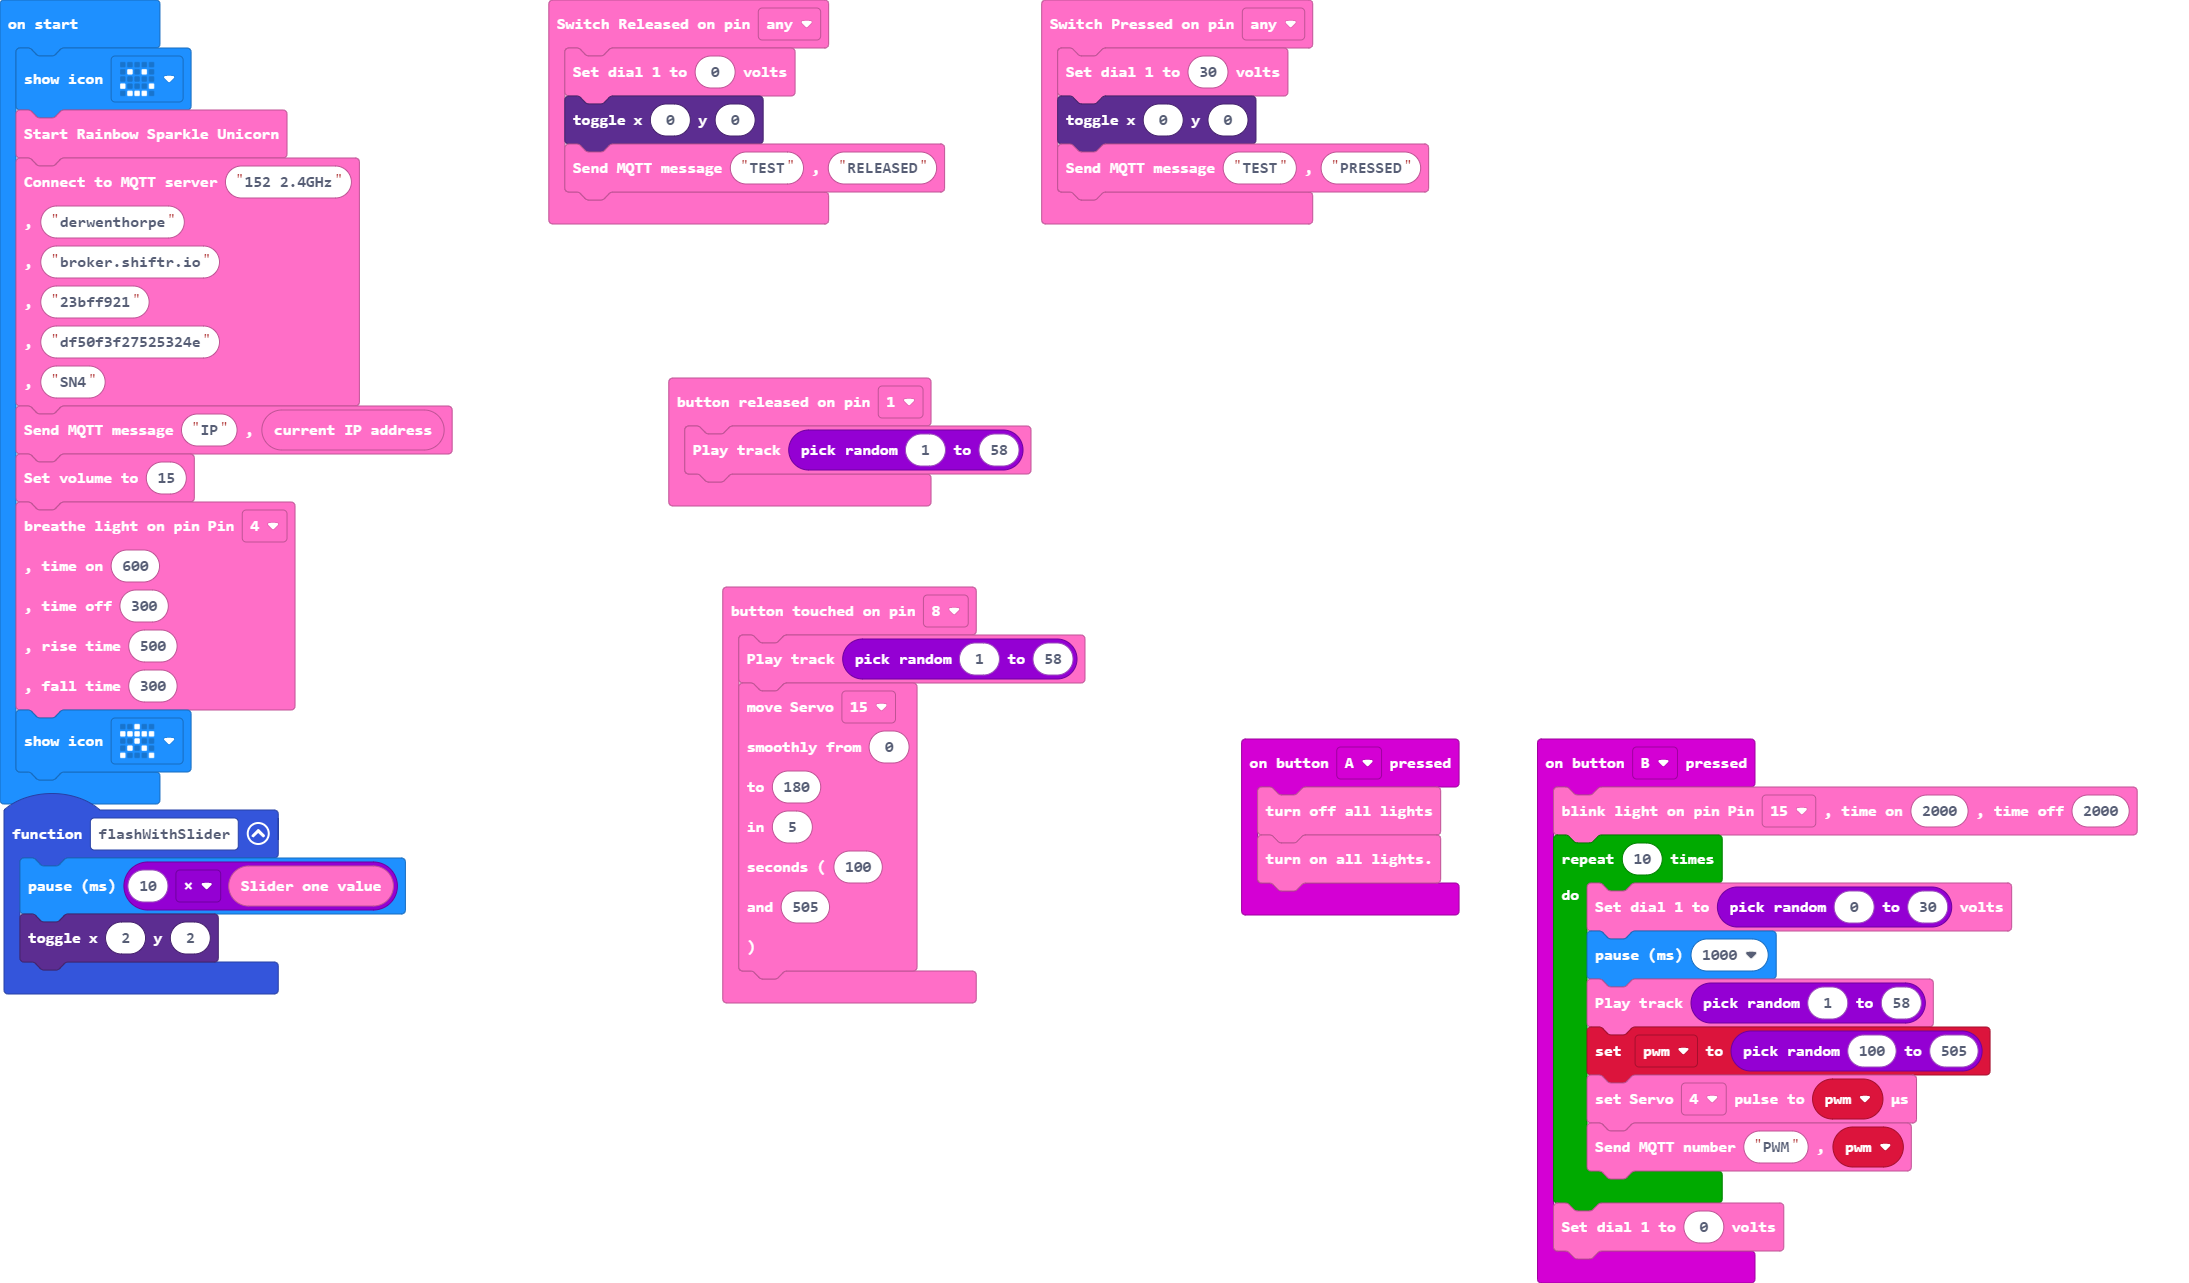 on start
show icon
Start Rainbow Sparkle Unicorn
Connect to MQTT server "152 2.4GHz"
, "derwenthorpe"
, "broker.shiftr.io"
, "23bff921"
, "df50f3f27525324e"
, "SN4"
Send MQTT message "IP" , current IP address
Set volume to 15
breathe light on pin Pin 4
, time on 600
, time off 300
, rise time 500
, fall time 300
show icon
function flashWithSlider
pause (ms) 10 × Slider one value
toggle x 2 y 2
Switch Released on pin any
Set dial 1 to 0 volts
toggle x 0 y 0
Send MQTT message "TEST" , "RELEASED"
Switch Pressed on pin any
Set dial 1 to 30 volts
toggle x 0 y 0
Send MQTT message "TEST" , "PRESSED"
button released on pin 1
Play track pick random 1 to 58
button touched on pin 8
Play track pick random 1 to 58
move Servo 15
smoothly from 0
to 180
in 5
seconds ( 100
and 505
)
on button A pressed
turn off all lights
turn on all lights.
on button B pressed
blink light on pin Pin 15 , time on 2000 , time off 2000
repeat 10 times
do
Set dial 1 to pick random 0 to 30 volts
pause (ms) 1000
Play track pick random 1 to 58
set pwm to pick random 100 to 505
set Servo 4 pulse to pwm µs
Send MQTT number "PWM" , pwm
Set dial 1 to 0 volts